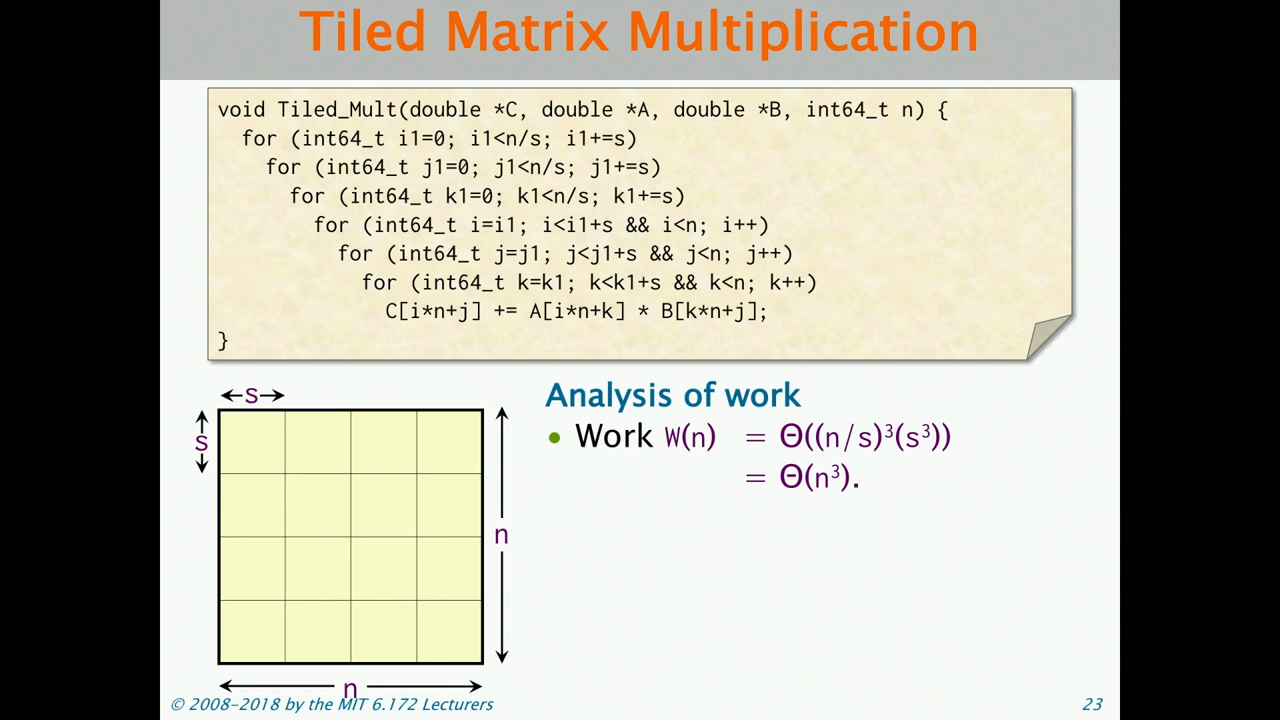 Tiled Matrix Multiplication
void Tiled_Mult(double *C, double *A, double *B, int64_t n) {
  for (int64_t i1=0; i1<n/s; i1+=s)
    for (int64_t j1=0; j1<n/s; j1+=s)
      for (int64_t k1=0; k1<n/s; k1+=s)
        for (int64_t i=i1; i<i1+s && i<n; i++)
          for (int64_t j=j1; j<j1+s && j<n; j++)
            for (int64_t k=k1; k<k1+s && k<n; k++)
              C[i*n+j] += A[i*n+k] * B[k*n+j];
}
s
s
n
n
Analysis of work
• Work W(n) = Θ((n/s)³(s³))
= Θ(n³).
© 2008–2018 by the MIT 6.172 Lecturers
23